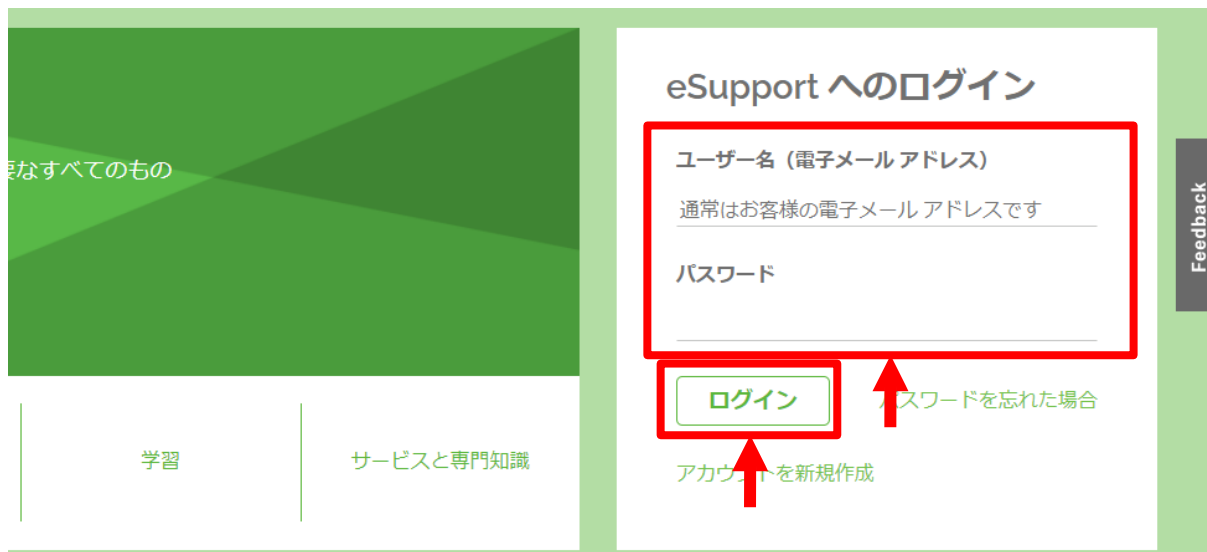 要なすべてのもの
学習
サービスと専門知識
eSupport へのログイン
ユーザー名（電子メール アドレス）
通常はお客様の電子メール アドレスです
パスワード
ログイン
パスワードを忘れた場合
アカウントを新規作成
Feedback